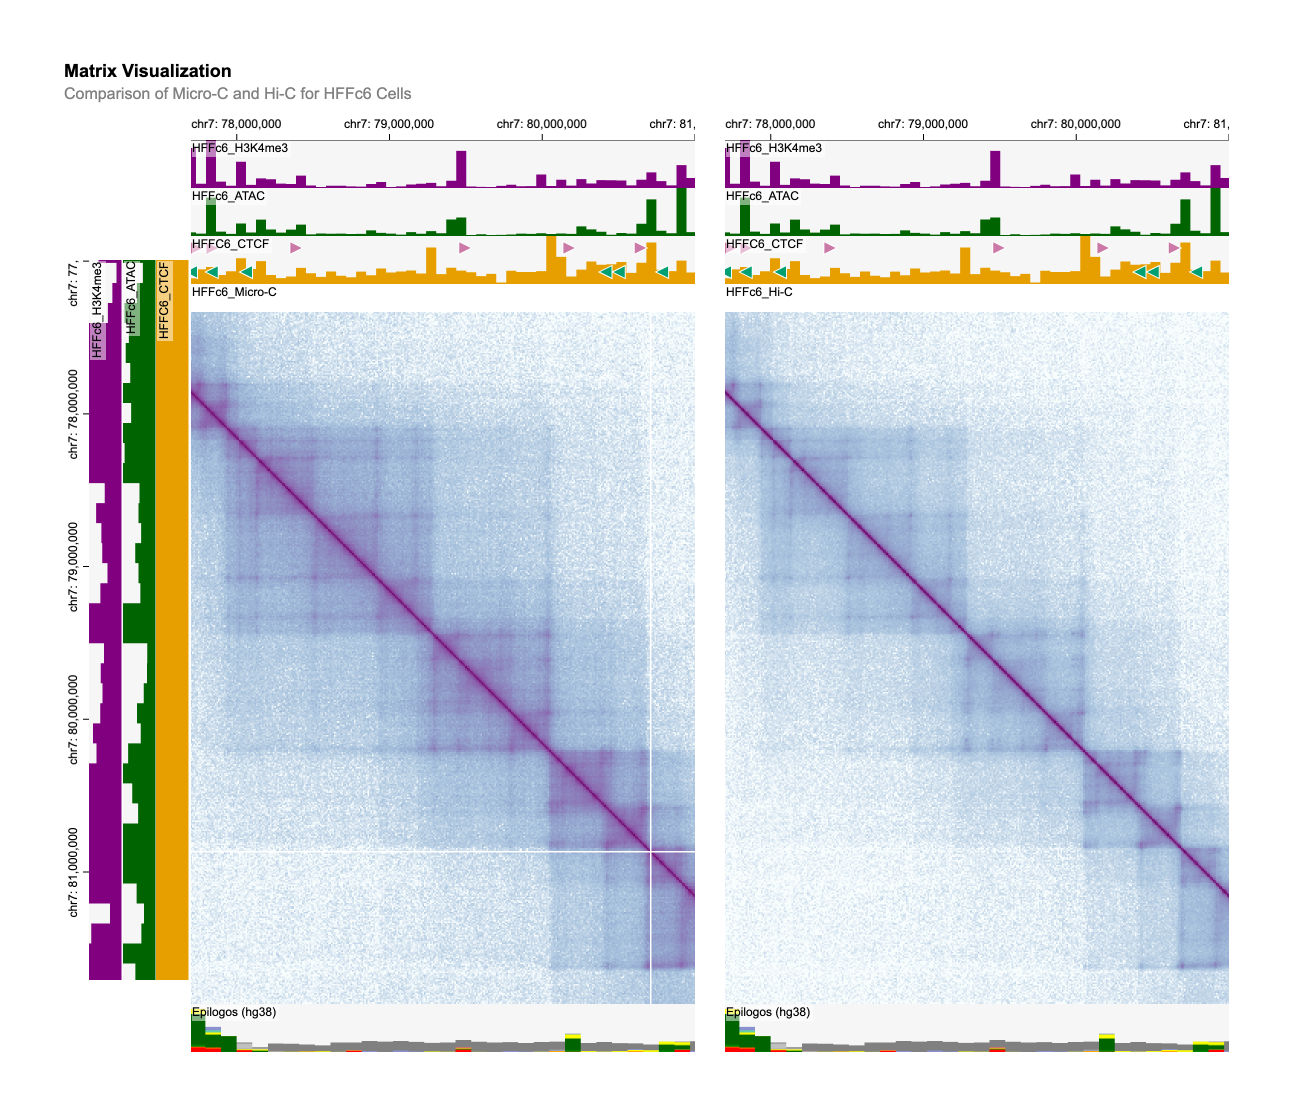 Matrix Visualization
Comparison of Micro-C and Hi-C for HFFc6 Cells
chr7: 78,000,000 chr7: 79,000,000 chr7: 80,000,000 chr7: 81,
chr7: 78,000,000 chr7: 79,000,000 chr7: 80,000,000 chr7: 81,
HFFc6_H3K4me3
HFFc6_H3K4me3
HFFc6_ATAC
HFFc6_ATAC
HFFC6_CTCF
HFFC6_CTCF
HFFc6_Micro-C
HFFc6_Hi-C
chr7: 77,
chr7: 78,000,000
chr7: 79,000,000
chr7: 80,000,000
chr7: 81,000,000
HFFc6_H3K4me3
HFFc6_ATAC
HFFC6_CTCF
Epilogos (hg38)
Epilogos (hg38)